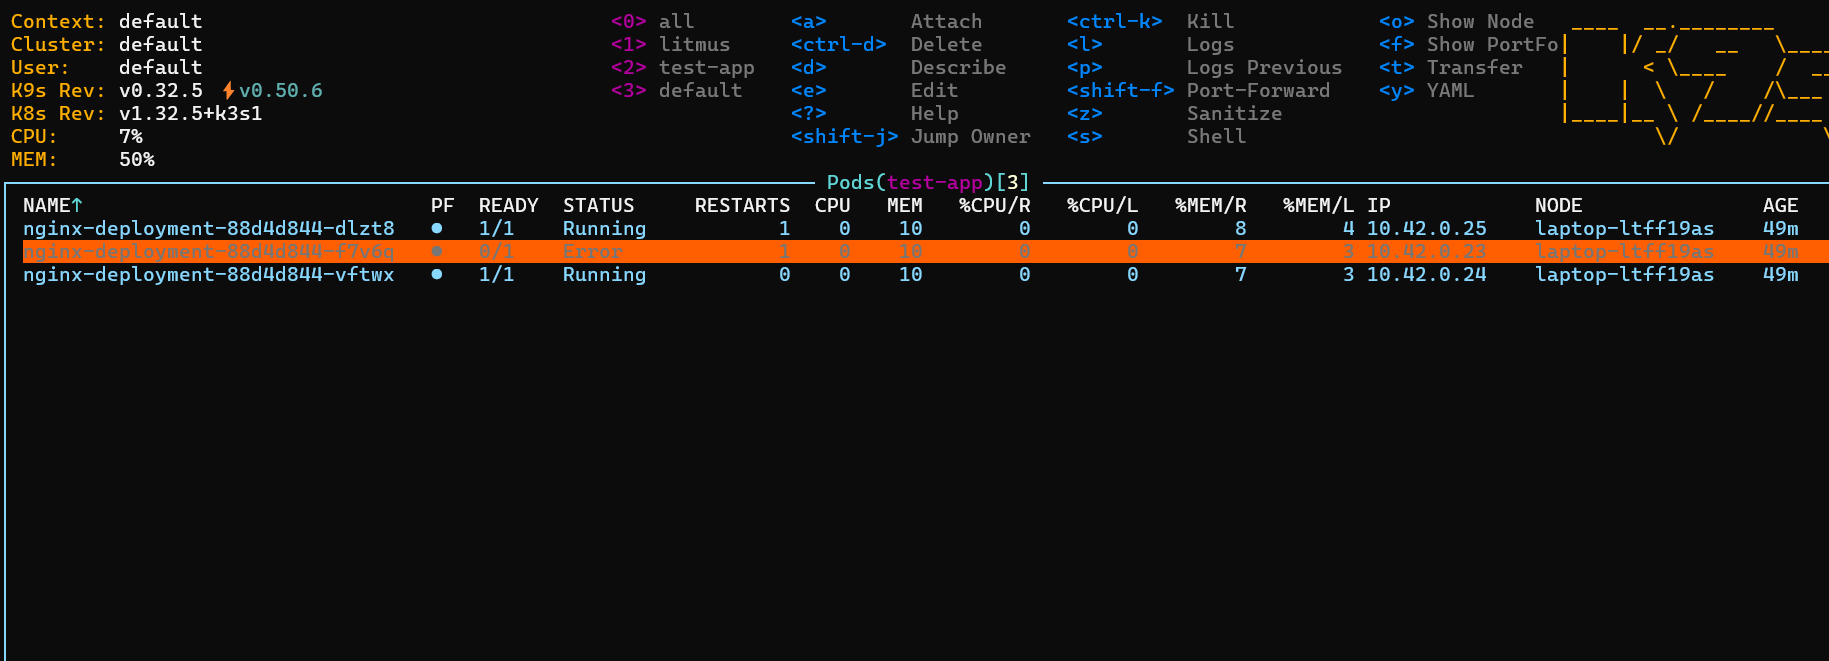 Context: default <0> all <a> Attach <ctrl-k> Kill <o> Show Node
Cluster: default <1> litmus <ctrl-d> Delete <l> Logs <f> Show PortFo
User: default <2> test-app <d> Describe <p> Logs Previous <t> Transfer
K9s Rev: v0.32.5 ⚡v0.50.6 <3> default <e> Edit <shift-f> Port-Forward <y> YAML
K8s Rev: v1.32.5+k3s1 <?> Help <z> Sanitize
CPU: 7% <shift-j> Jump Owner <s> Shell
MEM: 50%
Pods(test-app)[3]
NAME↑ PF READY STATUS RESTARTS CPU MEM %CPU/R %CPU/L %MEM/R %MEM/L IP NODE AGE
nginx-deployment-88d4d844-dlzt8 ● 1/1 Running 1 0 10 0 0 8 4 10.42.0.25 laptop-ltff19as 49m
nginx-deployment-88d4d844-f7v6q ● 0/1 Error 1 0 10 0 0 7 3 10.42.0.23 laptop-ltff19as 49m
nginx-deployment-88d4d844-vftwx ● 1/1 Running 0 0 10 0 0 7 3 10.42.0.24 laptop-ltff19as 49m